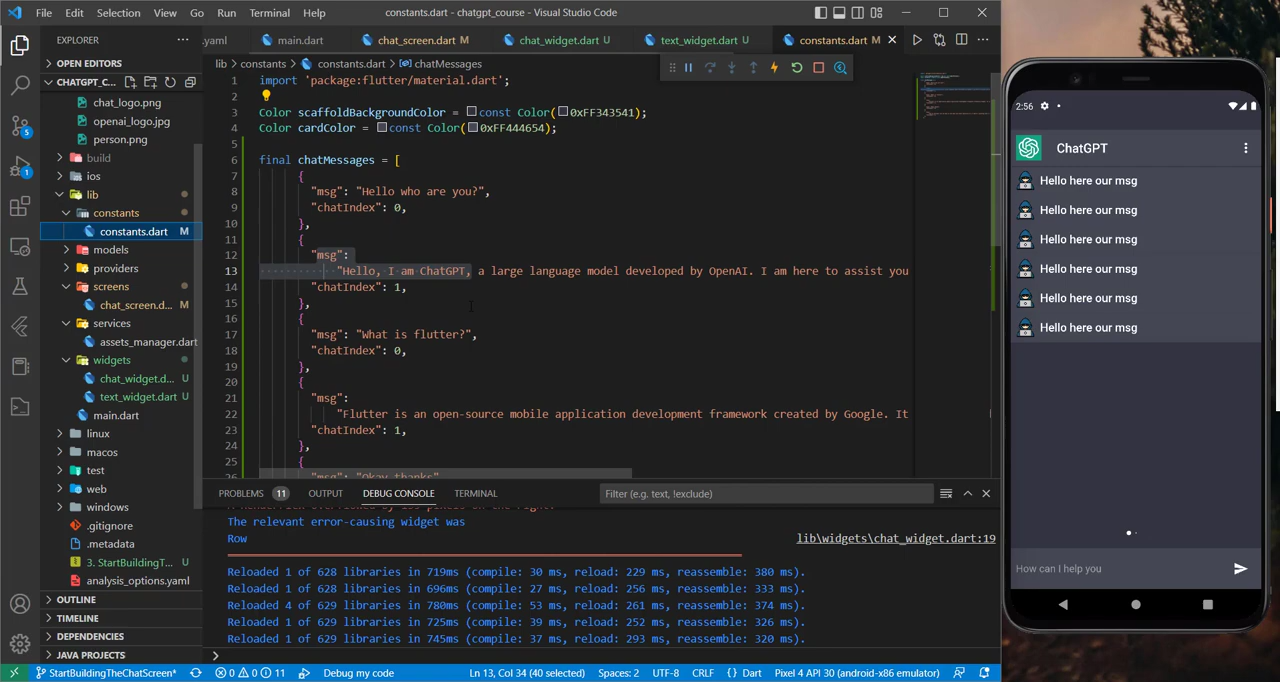 File Edit Selection View Go Run Terminal Help
constants.dart - chatgpt_course - Visual Studio Code
EXPLORER
.yaml main.dart chat_screen.dart M chat_widget.dart U text_widget.dart U constants.dart M
OPEN EDITORS
CHATGPT_C...
chat_logo.png
openai_logo.jpg
person.png
build
ios
lib
constants
constants.dart M
models
providers
screens
chat_screen.d... M
services
assets_manager.dart
widgets
chat_widget.d... U
text_widget.dart U
main.dart
linux
macos
test
web
windows
.gitignore
.metadata
3. StartBuildingT... U
analysis_options.yaml
OUTLINE
TIMELINE
DEPENDENCIES
JAVA PROJECTS
5
1
lib > constants > constants.dart > chatMessages
1 import 'package:flutter/material.dart';
2
3 Color scaffoldBackgroundColor = const Color(0xFF343541);
4 Color cardColor = const Color(0xFF444654);
5
6 final chatMessages = [
7 {
8 "msg": "Hello who are you?",
9 "chatIndex": 0,
10 },
11 {
12 "msg":
13 "Hello, I am ChatGPT, a large language model developed by OpenAI. I am here to assist you
14 "chatIndex": 1,
15 },
16 {
17 "msg": "What is flutter?",
18 "chatIndex": 0,
19 },
20 {
21 "msg":
22 "Flutter is an open-source mobile application development framework created by Google. It
23 "chatIndex": 1,
24 },
25 {
26 "msg": "Okay thanks"
PROBLEMS 11 OUTPUT DEBUG CONSOLE TERMINAL
Filter (e.g. text, !exclude)
The relevant error-causing widget was
Row lib\widgets\chat_widget.dart:19
Reloaded 1 of 628 libraries in 719ms (compile: 30 ms, reload: 229 ms, reassemble: 380 ms).
Reloaded 1 of 628 libraries in 696ms (compile: 27 ms, reload: 256 ms, reassemble: 333 ms).
Reloaded 4 of 629 libraries in 780ms (compile: 53 ms, reload: 261 ms, reassemble: 374 ms).
Reloaded 1 of 629 libraries in 725ms (compile: 39 ms, reload: 252 ms, reassemble: 326 ms).
Reloaded 1 of 629 libraries in 745ms (compile: 37 ms, reload: 293 ms, reassemble: 320 ms).
StartBuildingTheChatScreen* 0 0 11 Debug my code Ln 13, Col 34 (40 selected) Spaces: 2 UTF-8 CRLF {} Dart Pixel 4 API 30 (android-x86 emulator)
2:56
ChatGPT
Hello here our msg
Hello here our msg
Hello here our msg
Hello here our msg
Hello here our msg
Hello here our msg
How can I help you